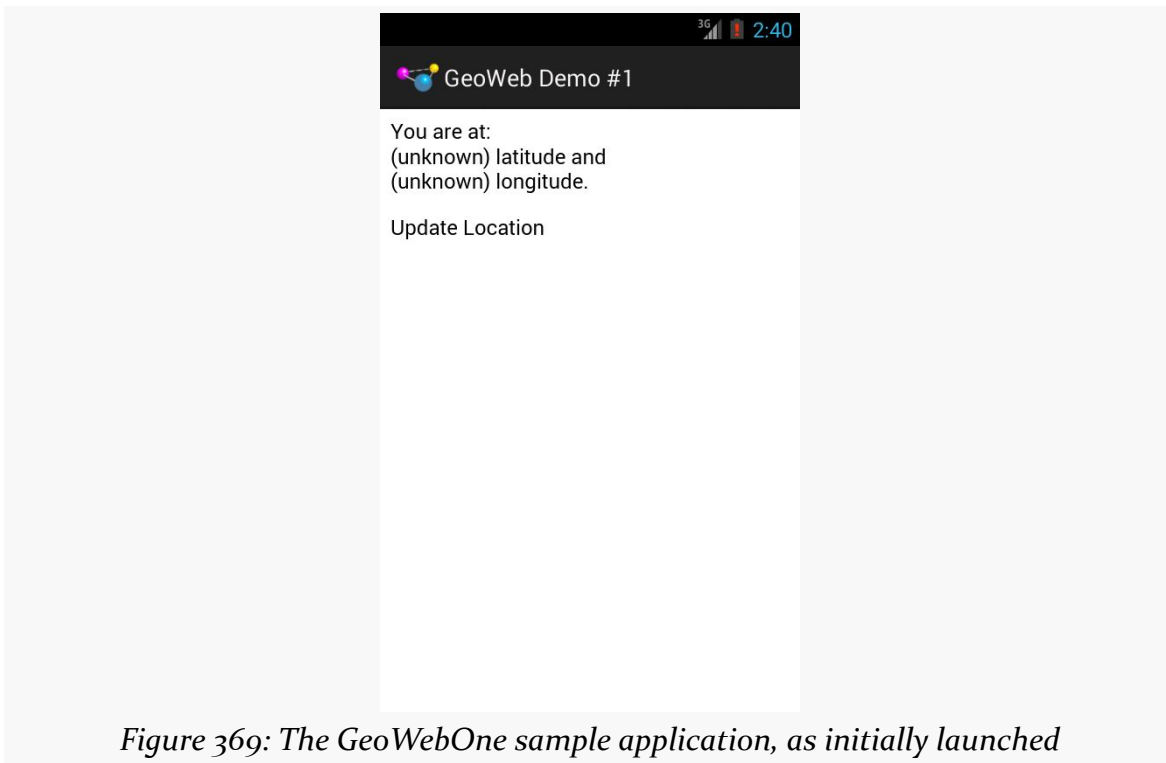 3G 2:40
GeoWeb Demo #1
You are at:
(unknown) latitude and
(unknown) longitude.
Update Location
Figure 369: The GeoWebOne sample application, as initially launched